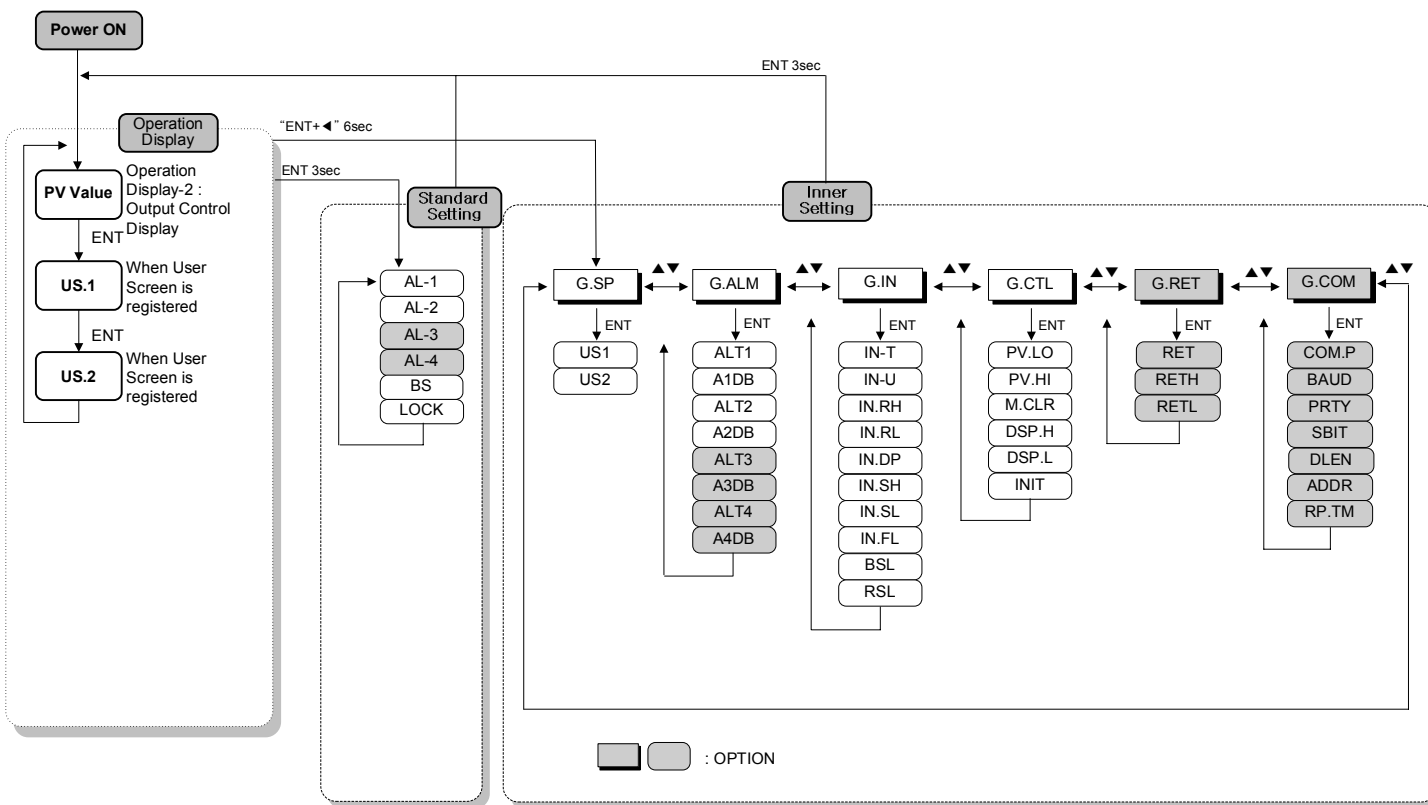 Power ON
ENT 3sec
Operation
Display
"ENT+◀" 6sec
ENT 3sec
PV Value
Operation
Display-2 :
Output Control
Display
ENT
US.1
When User
Screen is
registered
ENT
US.2
When User
Screen is
registered
Standard
Setting
AL-1
AL-2
AL-3
AL-4
BS
LOCK
Inner
Setting
G.SP
▲▼
G.ALM
▲▼
G.IN
▲▼
G.CTL
▲▼
G.RET
▲▼
G.COM
▲▼
ENT
US1
US2
ENT
ALT1
A1DB
ALT2
A2DB
ALT3
A3DB
ALT4
A4DB
ENT
IN-T
IN-U
IN.RH
IN.RL
IN.DP
IN.SH
IN.SL
IN.FL
BSL
RSL
ENT
PV.LO
PV.HI
M.CLR
DSP.H
DSP.L
INIT
ENT
RET
RETH
RETL
ENT
COM.P
BAUD
PRTY
SBIT
DLEN
ADDR
RP.TM
: OPTION